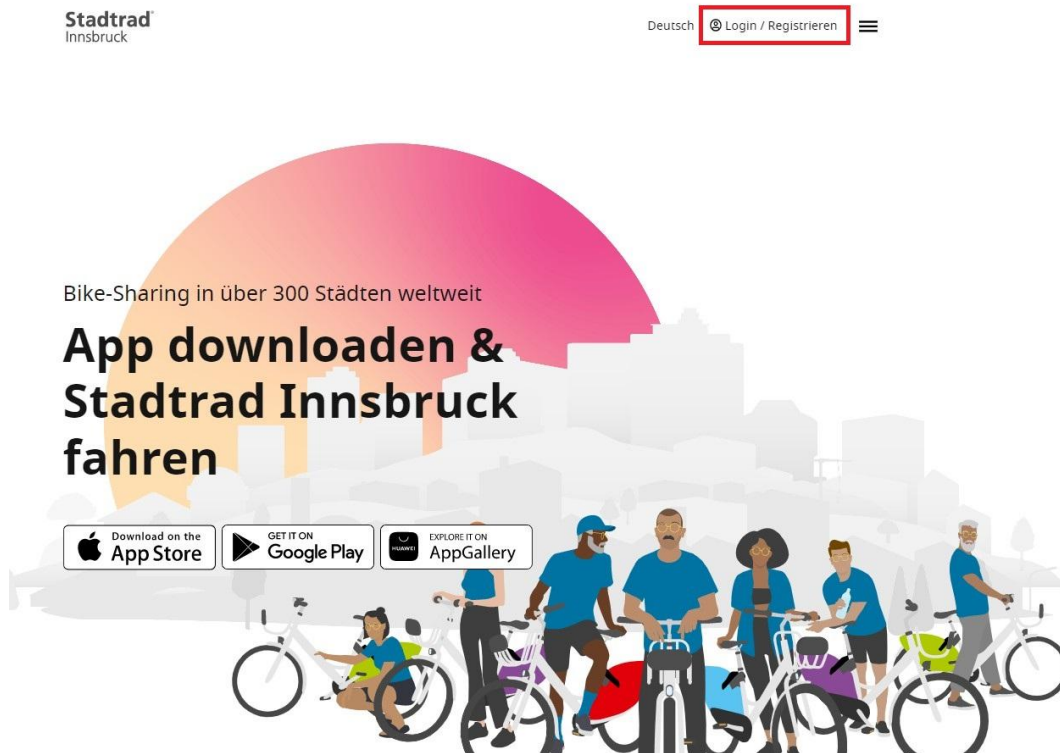 Stadtrad
Innsbruck
Deutsch
Login / Registrieren
Bike-Sharing in über 300 Städten weltweit
App downloaden &
Stadtrad Innsbruck
fahren
Download on the
App Store
GET IT ON
Google Play
HUAWEI
EXPLORE IT ON
AppGallery